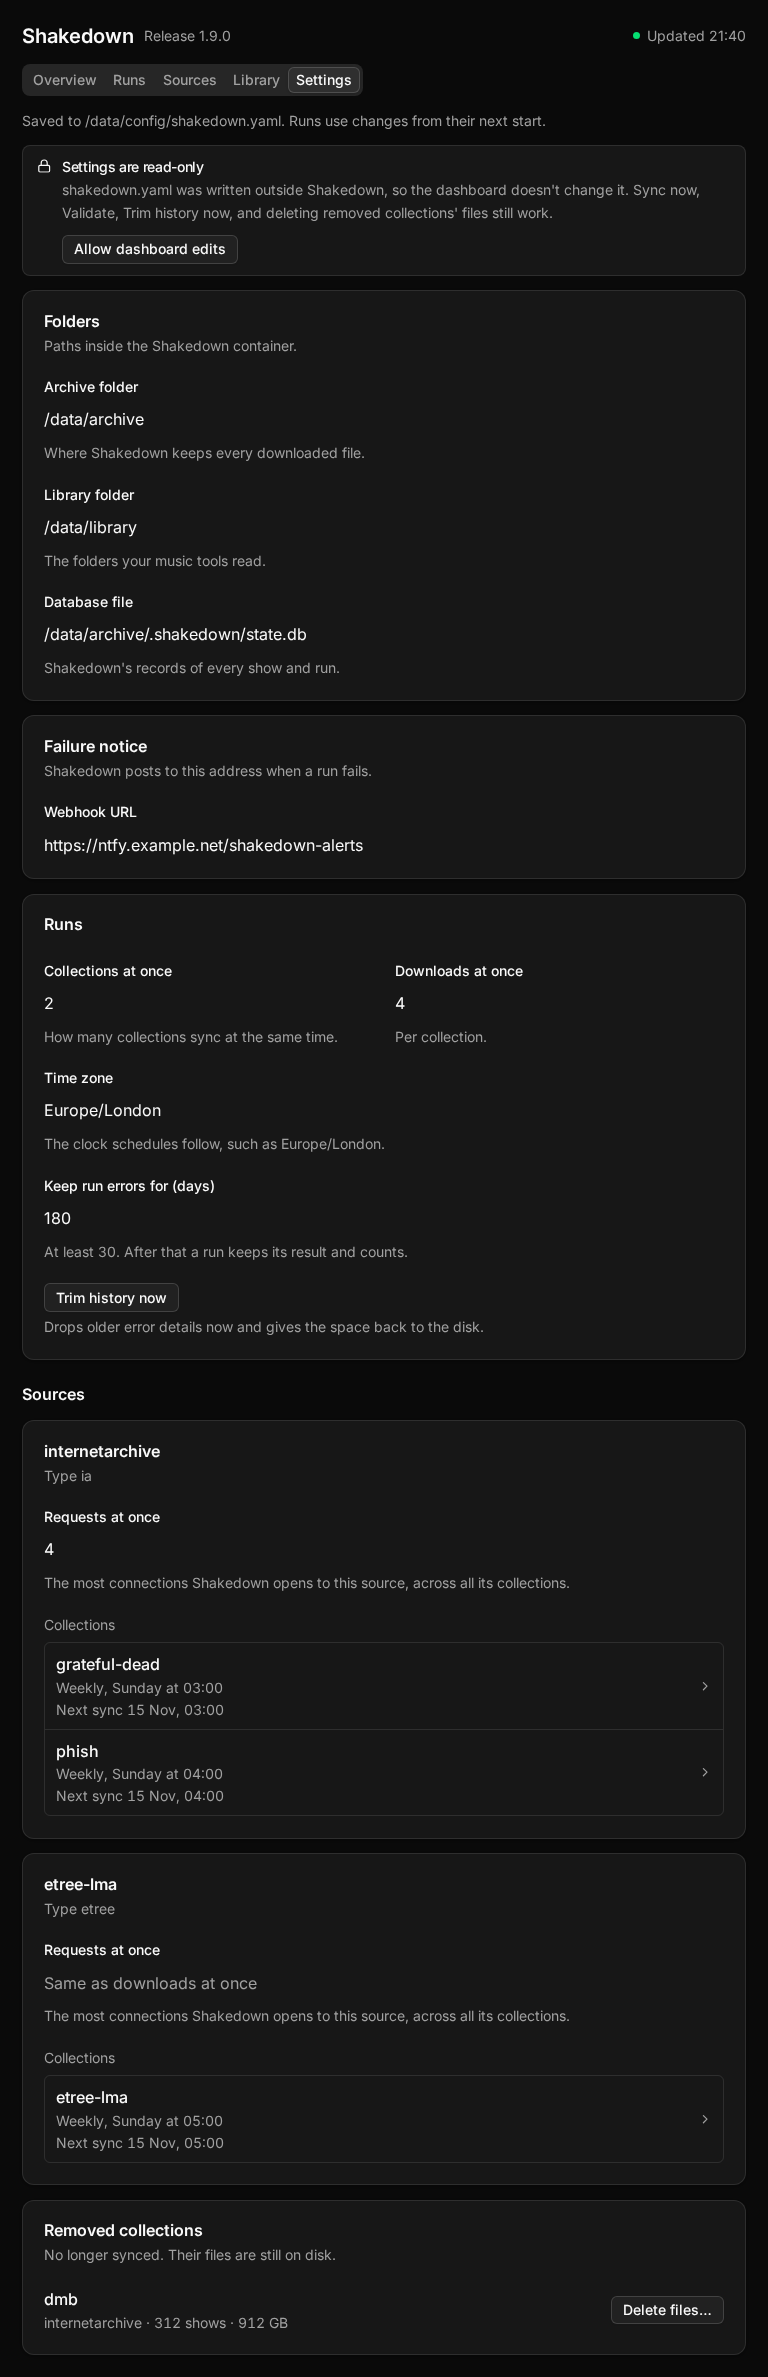 Shakedown Release 1.9.0 Updated 21:40
Overview Runs Sources Library Settings
Saved to /data/config/shakedown.yaml. Runs use changes from their next start.
Settings are read-only
shakedown.yaml was written outside Shakedown, so the dashboard doesn't change it. Sync now,
Validate, Trim history now, and deleting removed collections' files still work.
Allow dashboard edits
Folders
Paths inside the Shakedown container.
Archive folder
/data/archive
Where Shakedown keeps every downloaded file.
Library folder
/data/library
The folders your music tools read.
Database file
/data/archive/.shakedown/state.db
Shakedown's records of every show and run.
Failure notice
Shakedown posts to this address when a run fails.
Webhook URL
https://ntfy.example.net/shakedown-alerts
Runs
Collections at once Downloads at once
2 4
How many collections sync at the same time. Per collection.
Time zone
Europe/London
The clock schedules follow, such as Europe/London.
Keep run errors for (days)
180
At least 30. After that a run keeps its result and counts.
Trim history now
Drops older error details now and gives the space back to the disk.
Sources
internetarchive
Type ia
Requests at once
4
The most connections Shakedown opens to this source, across all its collections.
Collections
grateful-dead
Weekly, Sunday at 03:00
Next sync 15 Nov, 03:00
phish
Weekly, Sunday at 04:00
Next sync 15 Nov, 04:00
etree-lma
Type etree
Requests at once
Same as downloads at once
The most connections Shakedown opens to this source, across all its collections.
Collections
etree-lma
Weekly, Sunday at 05:00
Next sync 15 Nov, 05:00
Removed collections
No longer synced. Their files are still on disk.
dmb
internetarchive · 312 shows · 912 GB
Delete files...